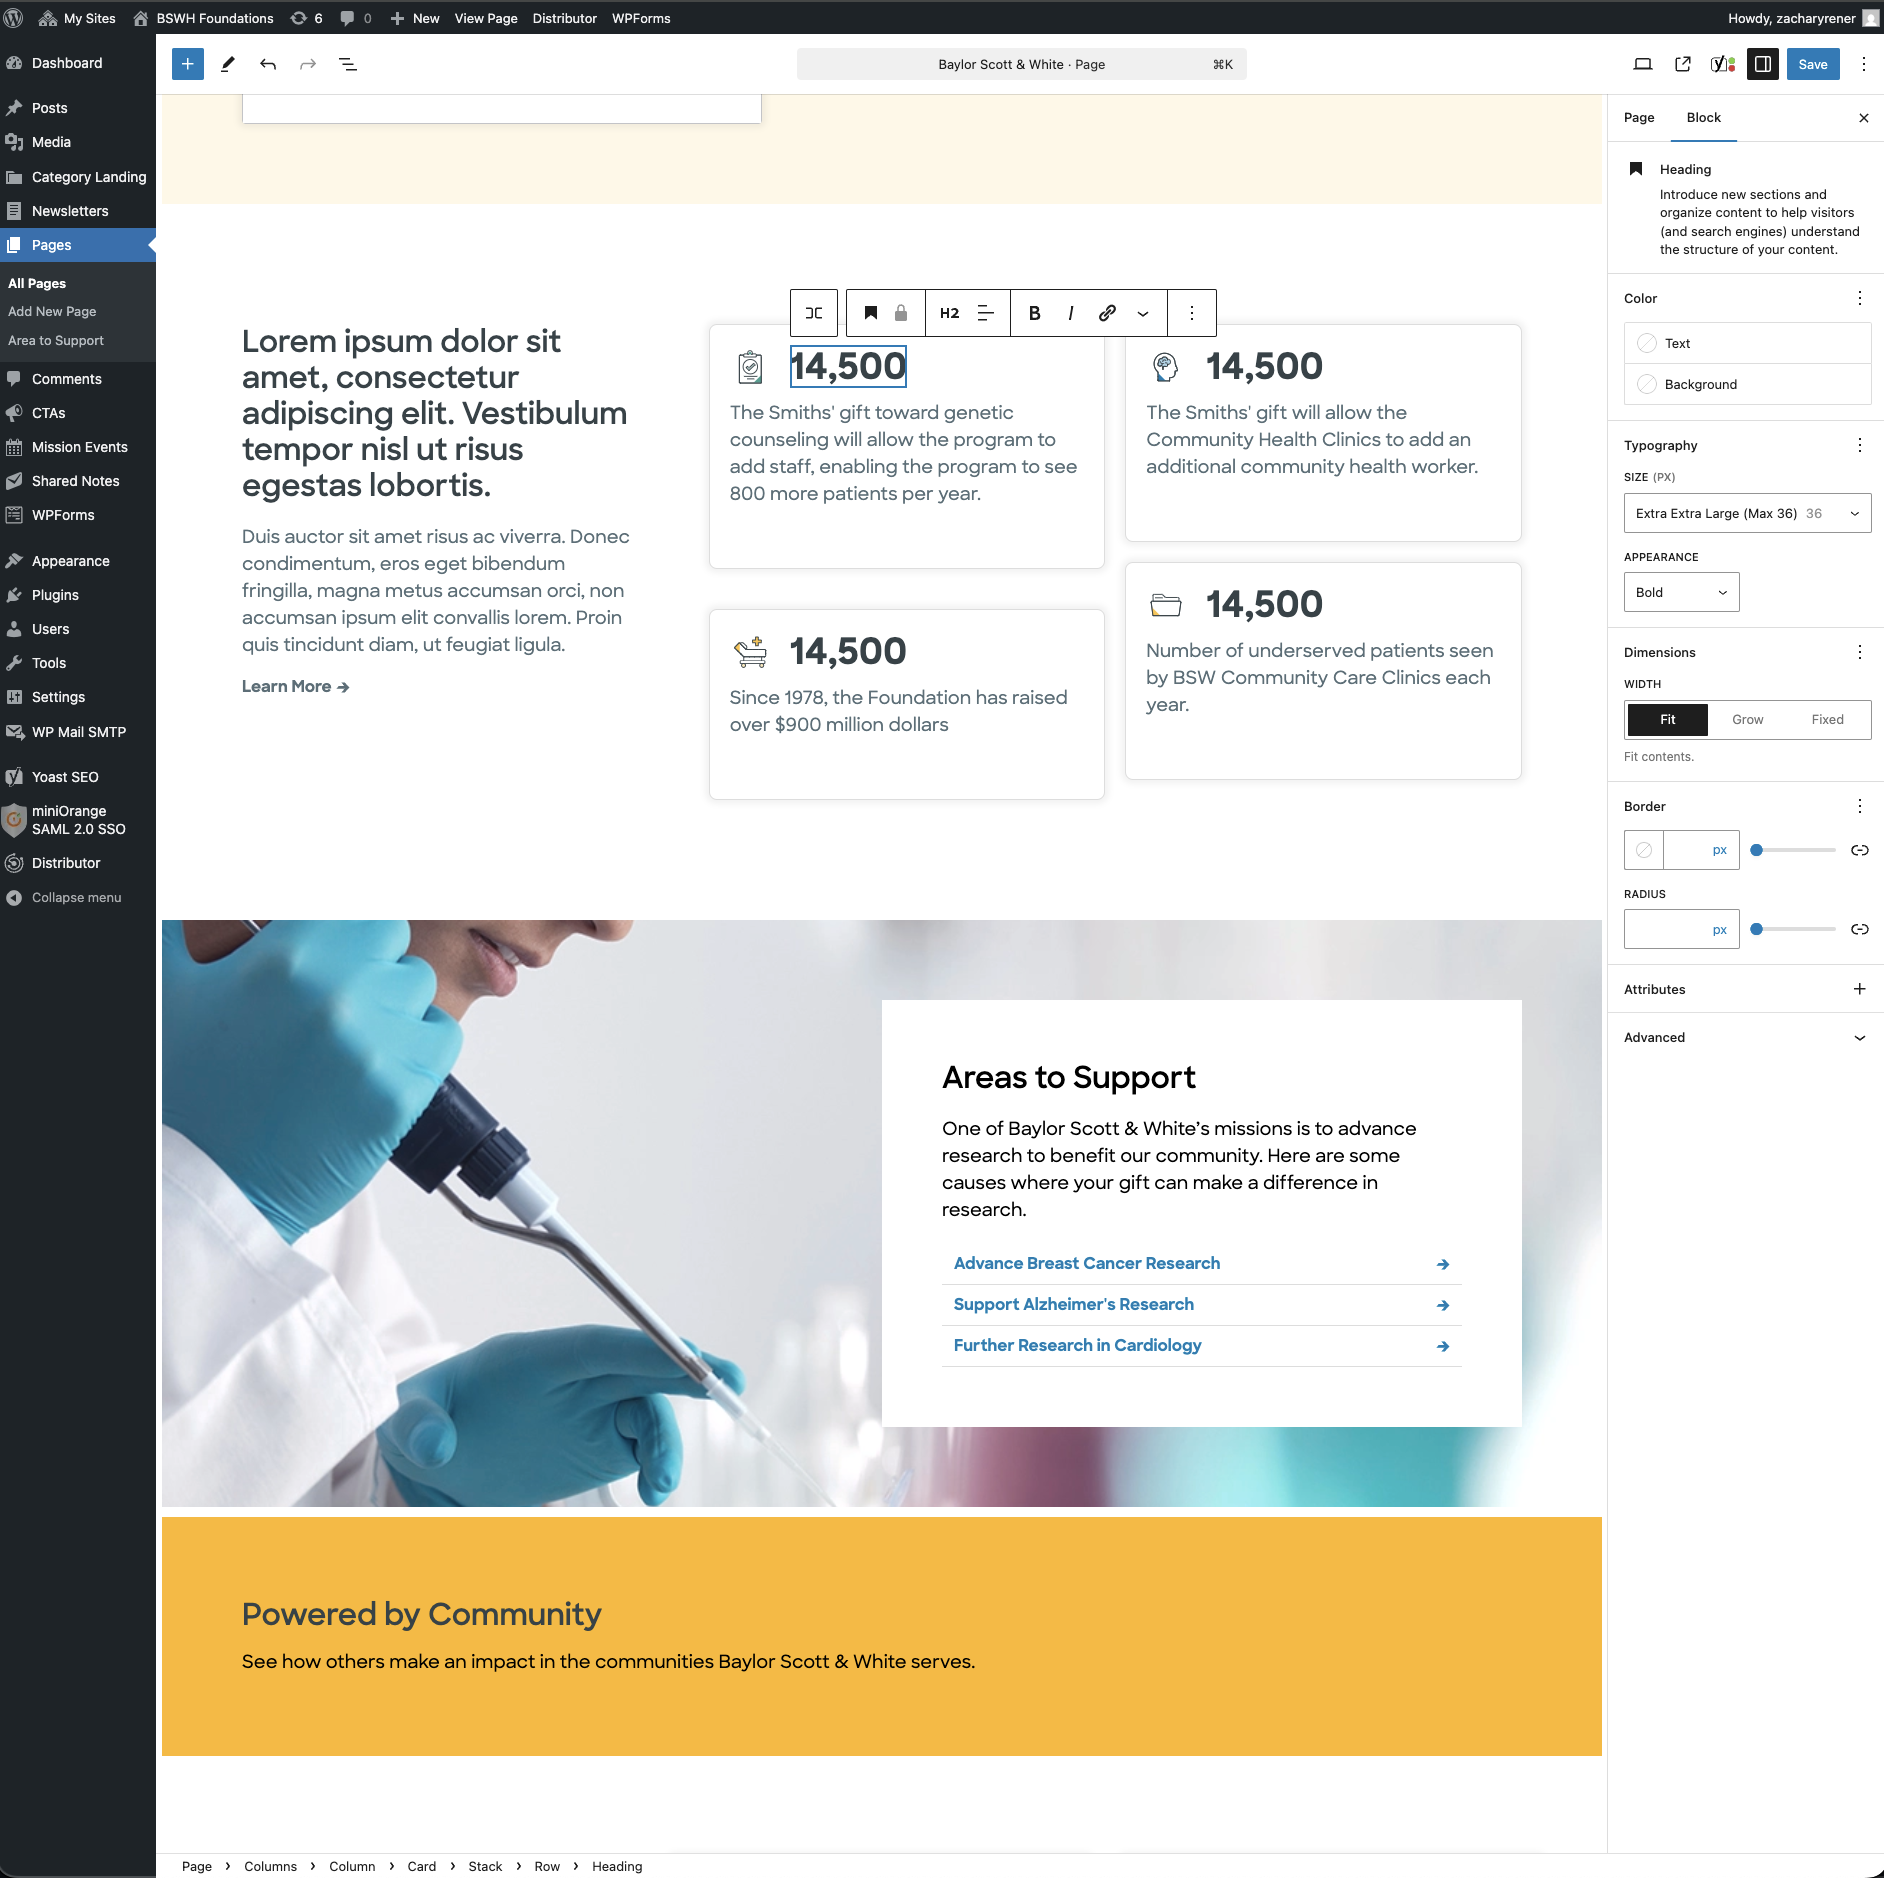 My Sites
BSWH Foundations
6
0
New
View Page
Distributor
WPForms
Howdy, zacharyrener
Dashboard
Posts
Media
Category Landing
Newsletters
Pages
All Pages
Add New Page
Area to Support
Comments
CTAs
Mission Events
Shared Notes
WPForms
Appearance
Plugins
Users
Tools
Settings
WP Mail SMTP
Yoast SEO
miniOrange
SAML 2.0 SSO
Distributor
Collapse menu
Baylor Scott & White · Page
⌘K
Save
Lorem ipsum dolor sit
amet, consectetur
adipiscing elit. Vestibulum
tempor nisl ut risus
egestas lobortis.
Duis auctor sit amet risus ac viverra. Donec
condimentum, eros eget bibendum
fringilla, magna metus accumsan orci, non
accumsan ipsum elit convallis lorem. Proin
quis tincidunt diam, ut feugiat ligula.
Learn More →
H2
B
I
14,500
The Smiths' gift toward genetic
counseling will allow the program to
add staff, enabling the program to see
800 more patients per year.
14,500
The Smiths' gift will allow the
Community Health Clinics to add an
additional community health worker.
14,500
Since 1978, the Foundation has raised
over $900 million dollars
14,500
Number of underserved patients seen
by BSW Community Care Clinics each
year.
Areas to Support
One of Baylor Scott & White’s missions is to advance
research to benefit our community. Here are some
causes where your gift can make a difference in
research.
Advance Breast Cancer Research →
Support Alzheimer's Research →
Further Research in Cardiology →
Powered by Community
See how others make an impact in the communities Baylor Scott & White serves.
Page › Columns › Column › Card › Stack › Row › Heading
Page
Block
Heading
Introduce new sections and
organize content to help visitors
(and search engines) understand
the structure of your content.
Color
Text
Background
Typography
SIZE (PX)
Extra Extra Large (Max 36) 36
APPEARANCE
Bold
Dimensions
WIDTH
Fit Grow Fixed
Fit contents.
Border
px
RADIUS
px
Attributes
Advanced